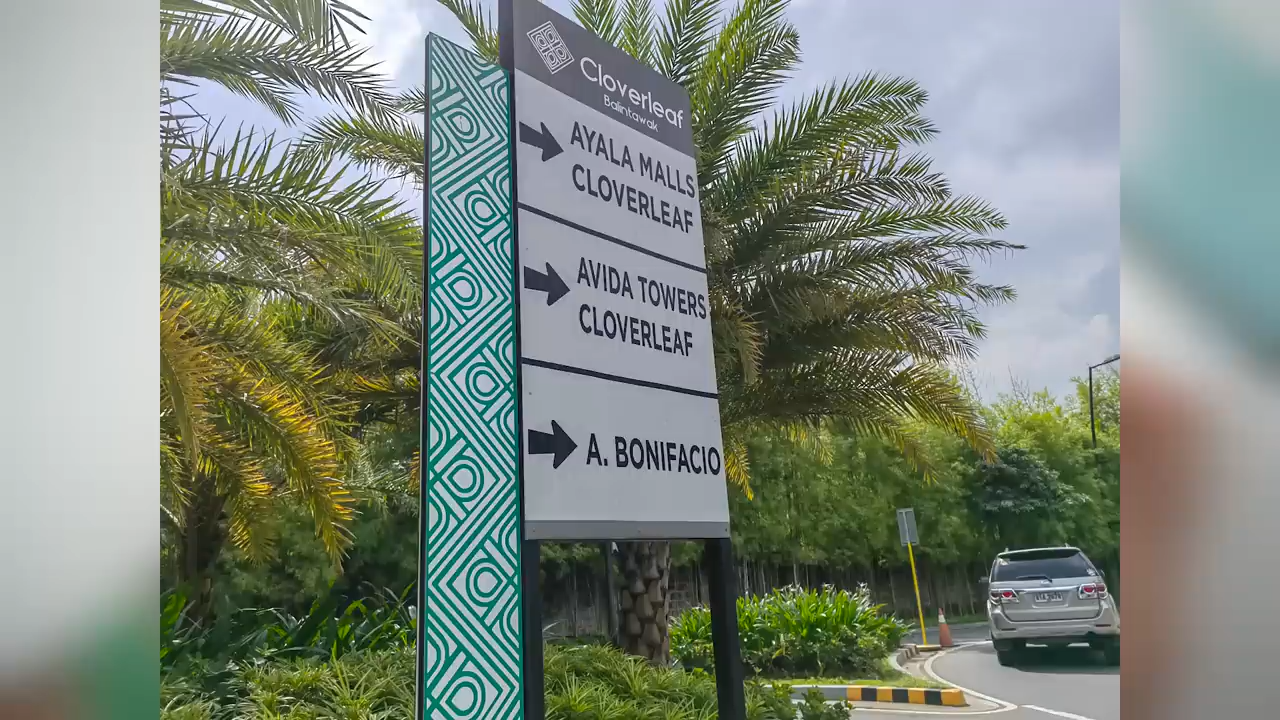 Cloverleaf
Balintawak
AYALA MALLS
CLOVERLEAF
AVIDA TOWERS
CLOVERLEAF
A. BONIFACIO